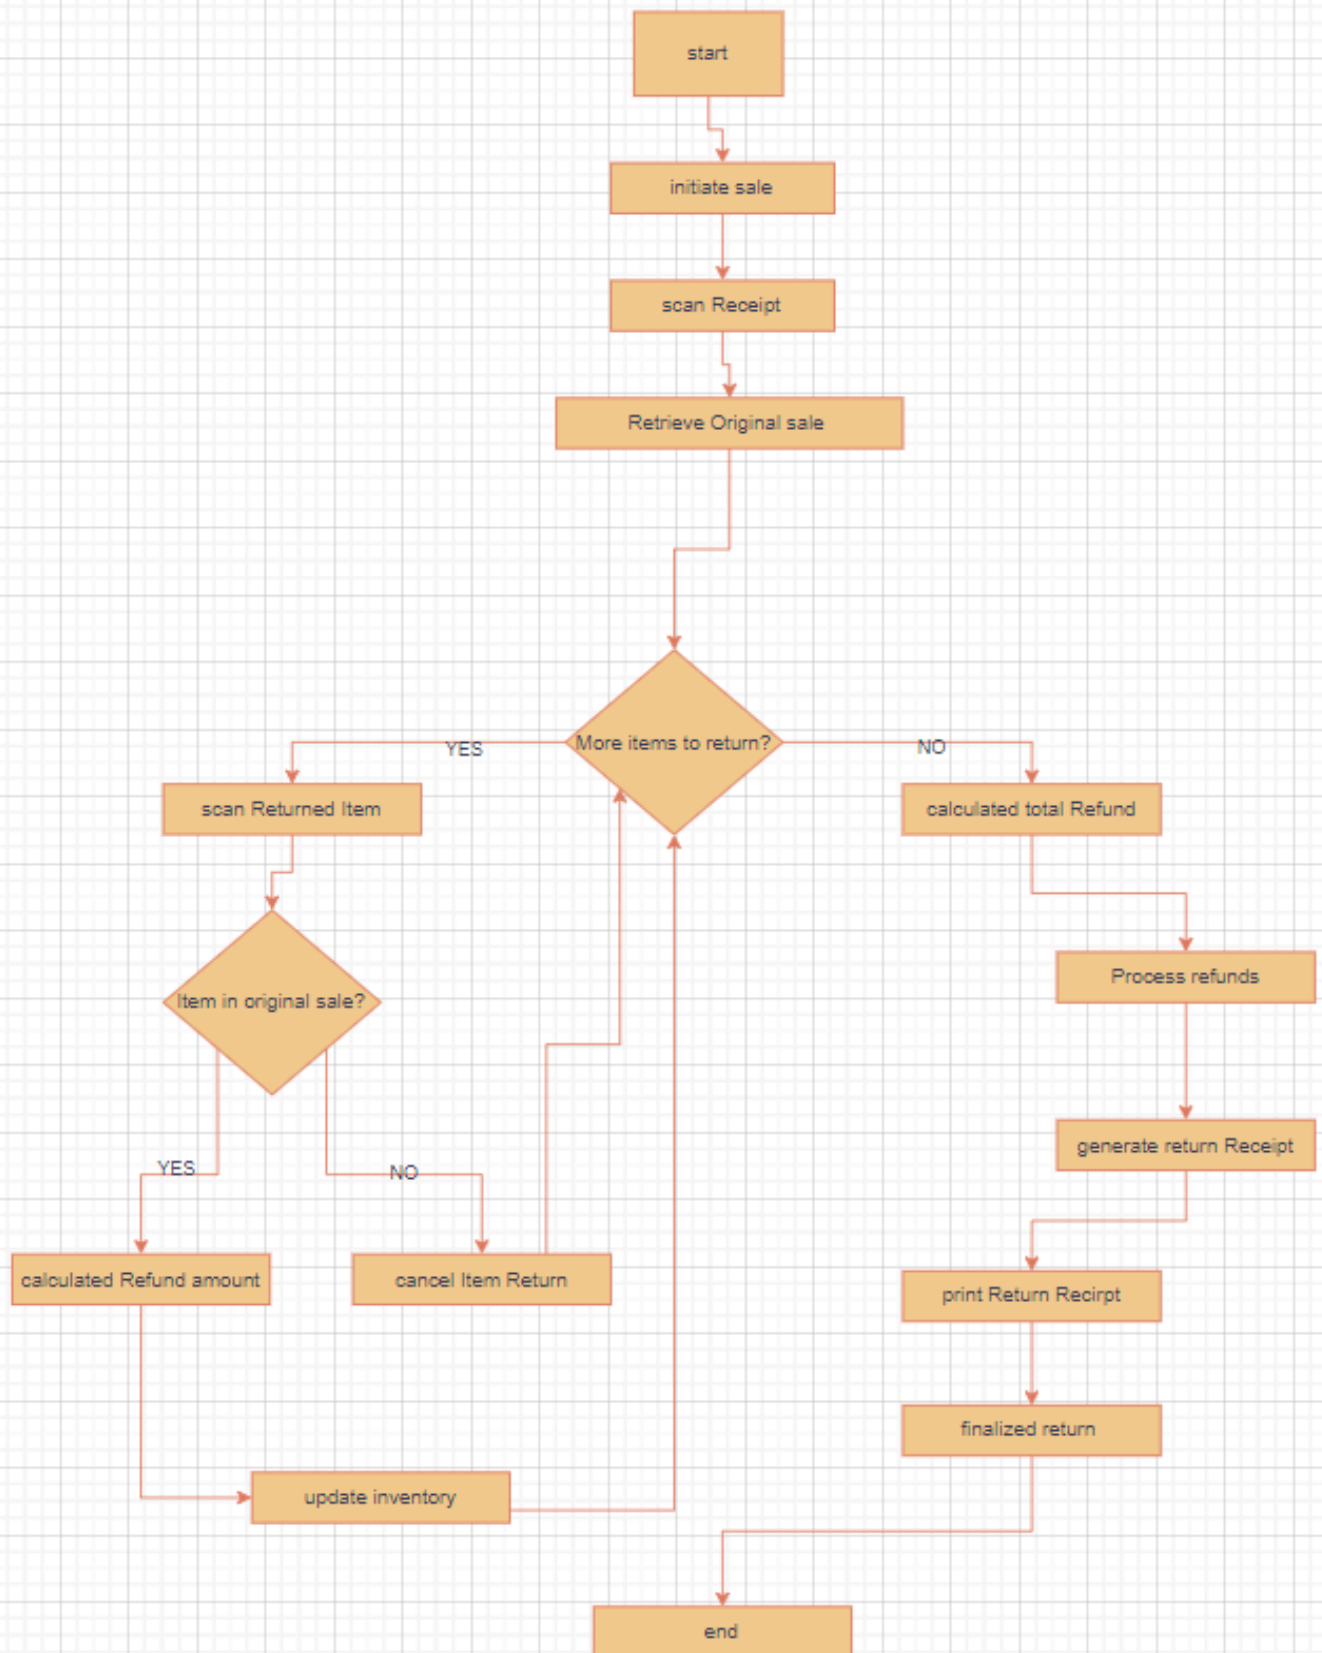 start
initiate sale
scan Receipt
Retrieve Original sale
More items to return?
YES
NO
scan Returned Item
calculated total Refund
Process refunds
Item in original sale?
generate return Receipt
YES
NO
calculated Refund amount
cancel Item Return
print Return Recirpt
finalized return
update inventory
end